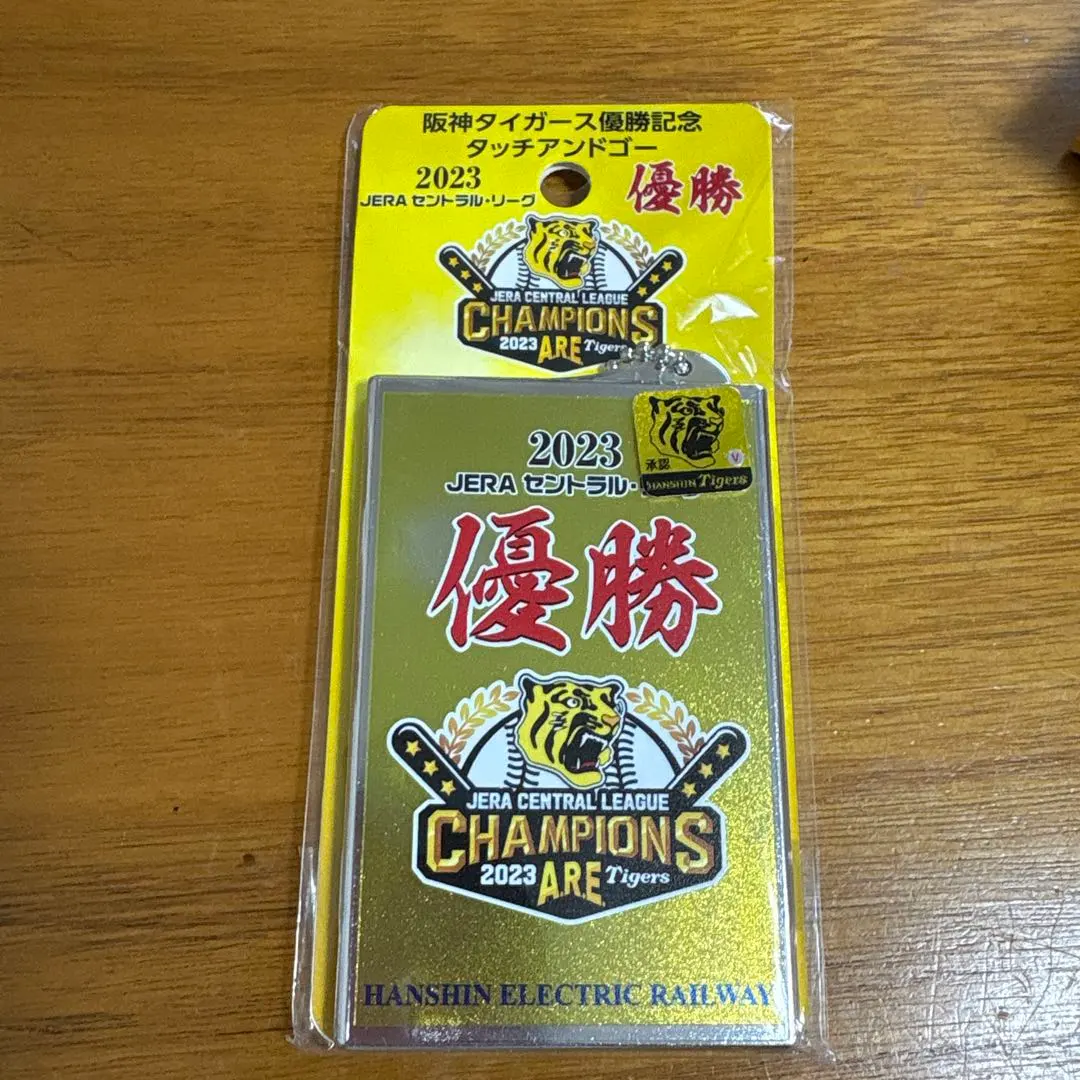 阪神タイガース優勝記念
タッチアンドゴー
2023
JERA セントラル・リーグ
優勝
JERA CENTRAL LEAGUE
CHAMPIONS
2023 A.R.E. Tigers
2023
JERA セントラル・
承認
V
HANSHIN Tigers
優勝
JERA CENTRAL LEAGUE
CHAMPIONS
2023 A.R.E. Tigers
HANSHIN ELECTRIC RAILWAY